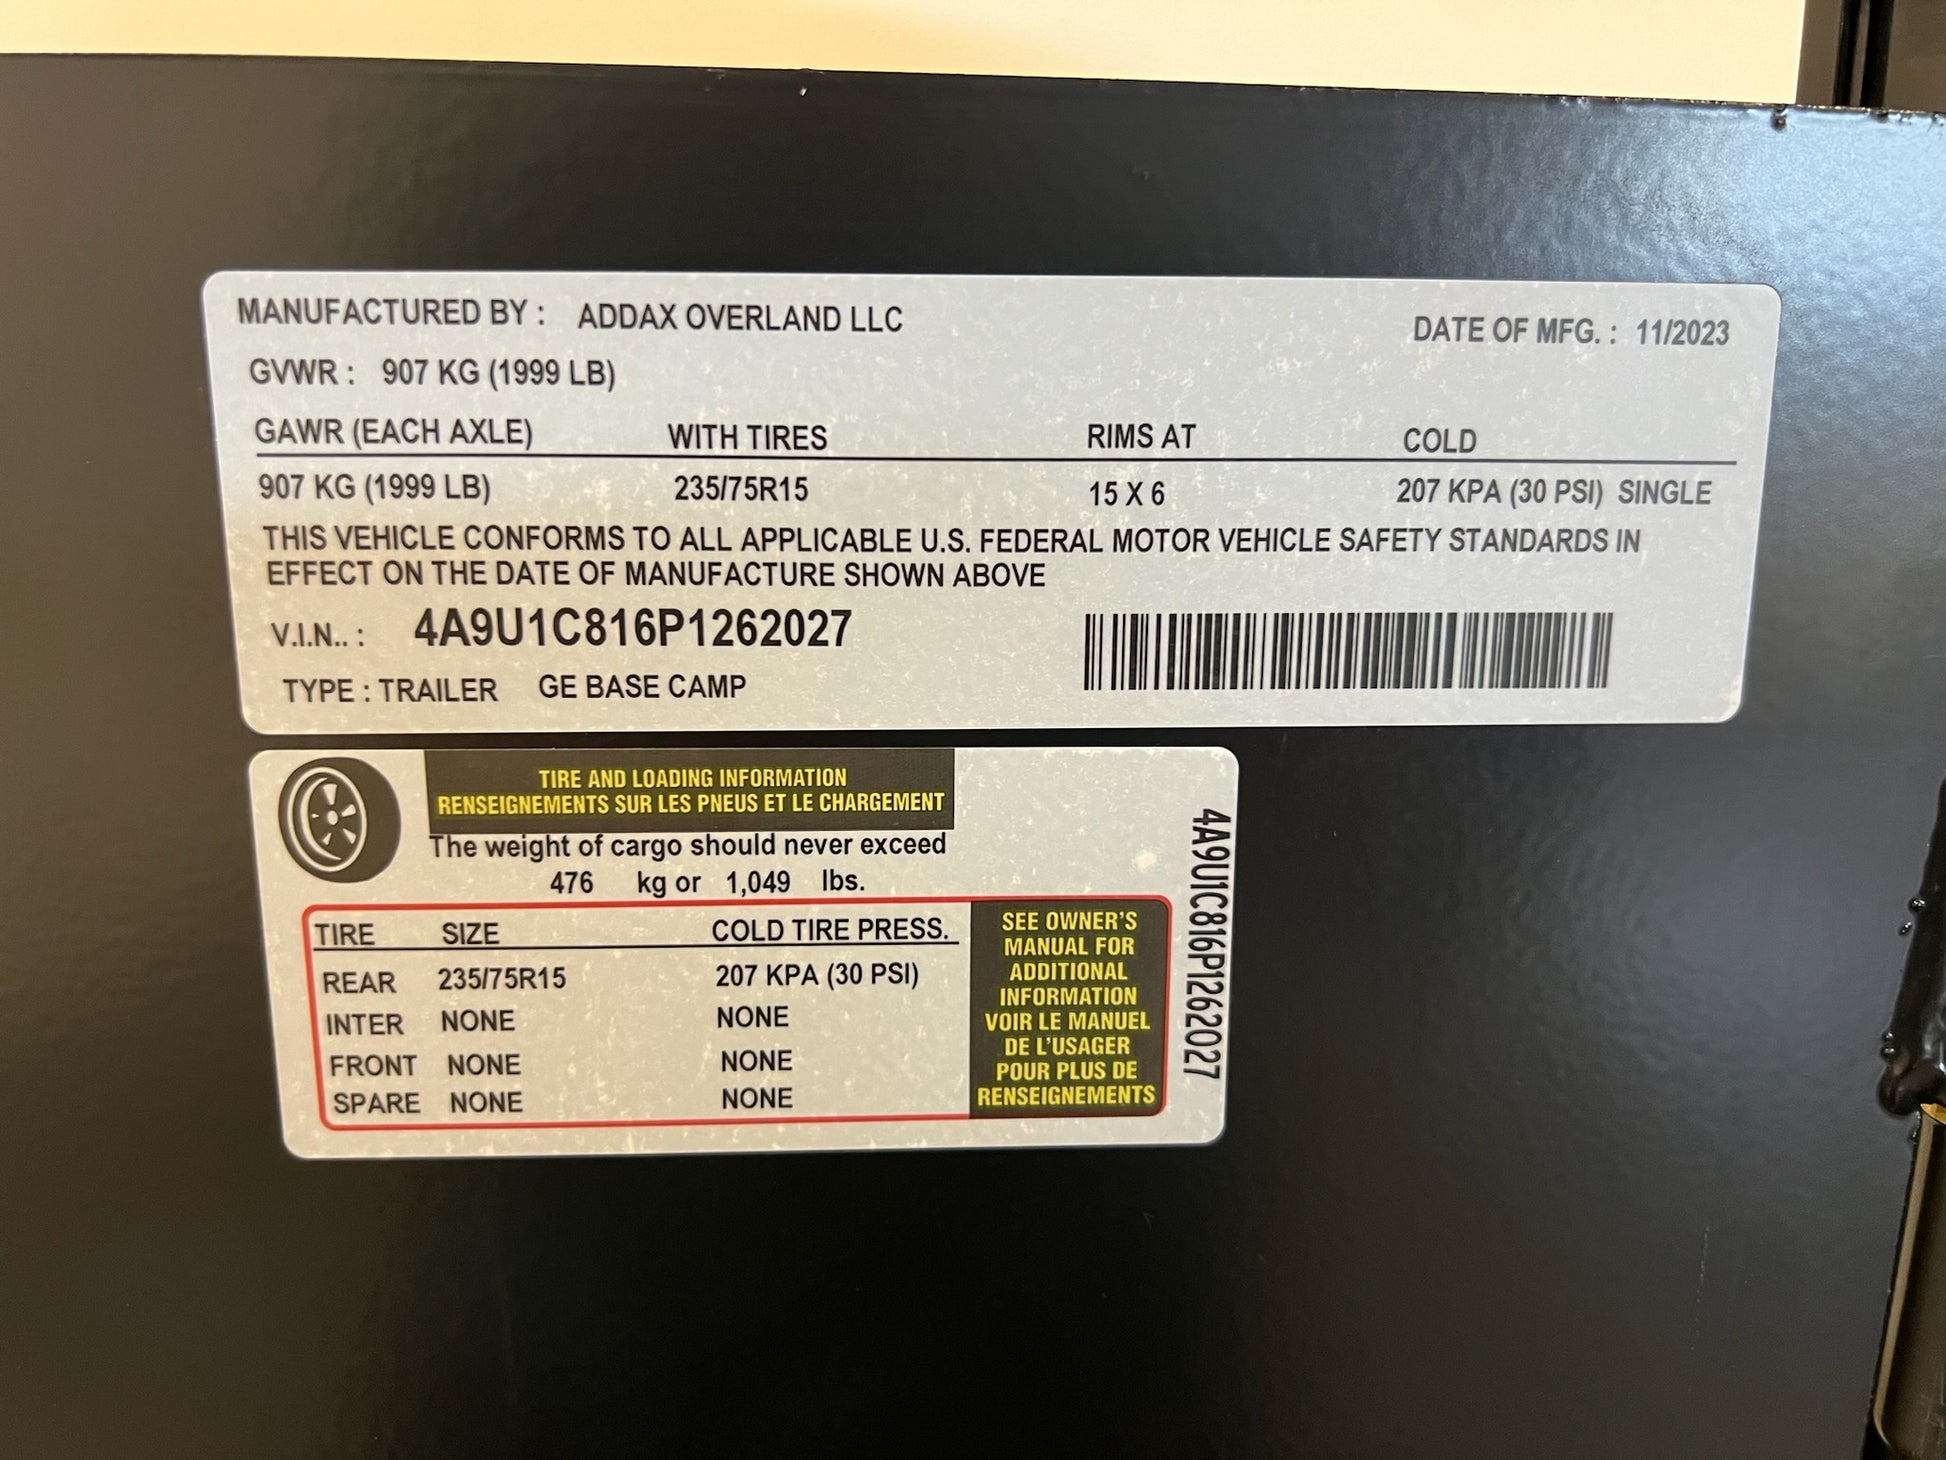 MANUFACTURED BY : ADDAX OVERLAND LLC DATE OF MFG. : 11/2023
GVWR : 907 KG (1999 LB)
GAWR (EACH AXLE) WITH TIRES RIMS AT COLD
907 KG (1999 LB) 235/75R15 15 X 6 207 KPA (30 PSI) SINGLE
THIS VEHICLE CONFORMS TO ALL APPLICABLE U.S. FEDERAL MOTOR VEHICLE SAFETY STANDARDS IN
EFFECT ON THE DATE OF MANUFACTURE SHOWN ABOVE
V.I.N.. : 4A9U1C816P1262027
TYPE : TRAILER GE BASE CAMP
TIRE AND LOADING INFORMATION
RENSEIGNEMENTS SUR LES PNEUS ET LE CHARGEMENT
The weight of cargo should never exceed
476 kg or 1,049 lbs.
TIRE SIZE COLD TIRE PRESS.
REAR 235/75R15 207 KPA (30 PSI)
INTER NONE NONE
FRONT NONE NONE
SPARE NONE NONE
SEE OWNER'S
MANUAL FOR
ADDITIONAL
INFORMATION
VOIR LE MANUEL
DE L'USAGER
POUR PLUS DE
RENSEIGNEMENTS
4A9U1C816P1262027